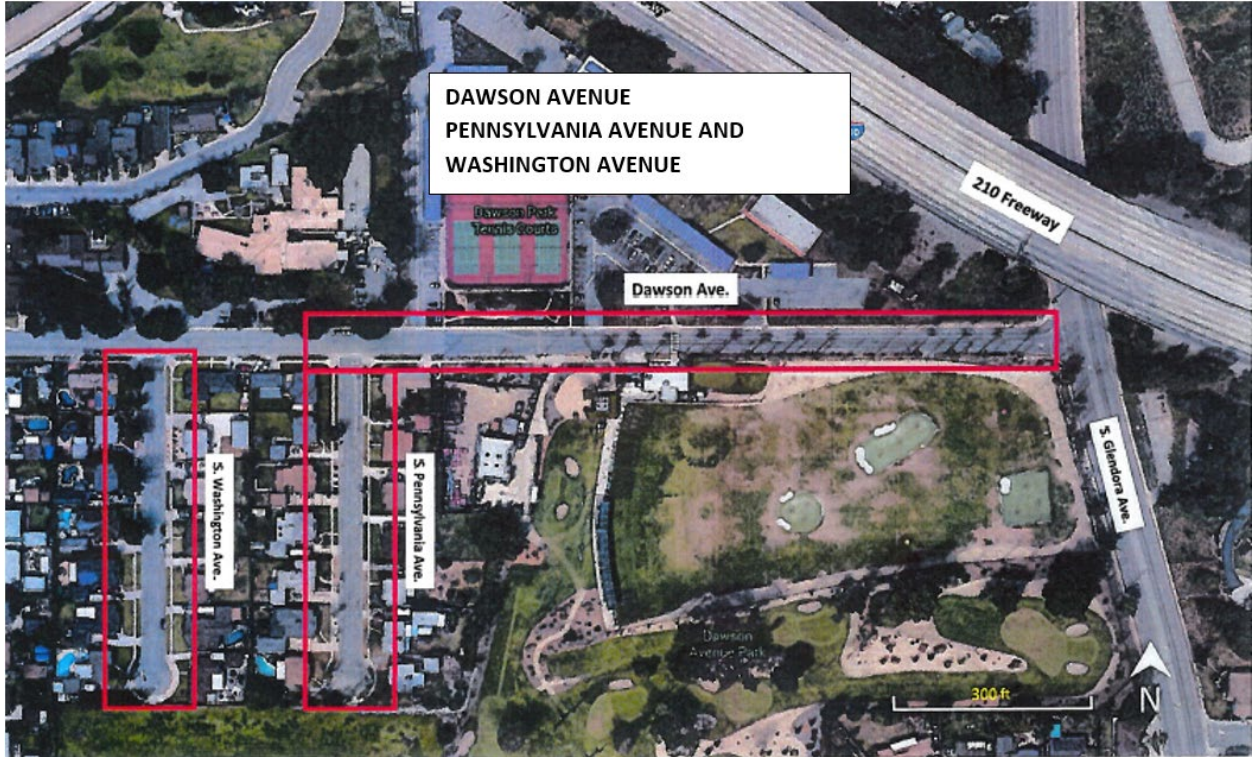 DAWSON AVENUE
PENNSYLVANIA AVENUE AND
WASHINGTON AVENUE
210 Freeway
Dawson Park
Tennis Courts
Dawson Ave.
S. Washington Ave.
S. Pennsylvania Ave.
S. Glendora Ave.
Dawson
Avenue Park
300 ft
N